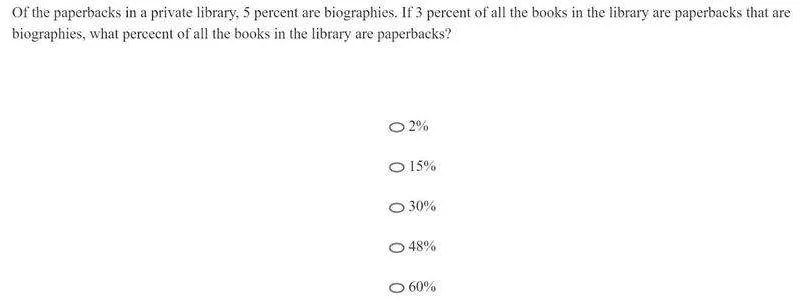 Of the paperbacks in a private library, 5 percent are biographies. If 3 percent of all the books in the library are paperbacks that are
biographies, what percecnt of all the books in the library are paperbacks?
2%
15%
30%
48%
60%